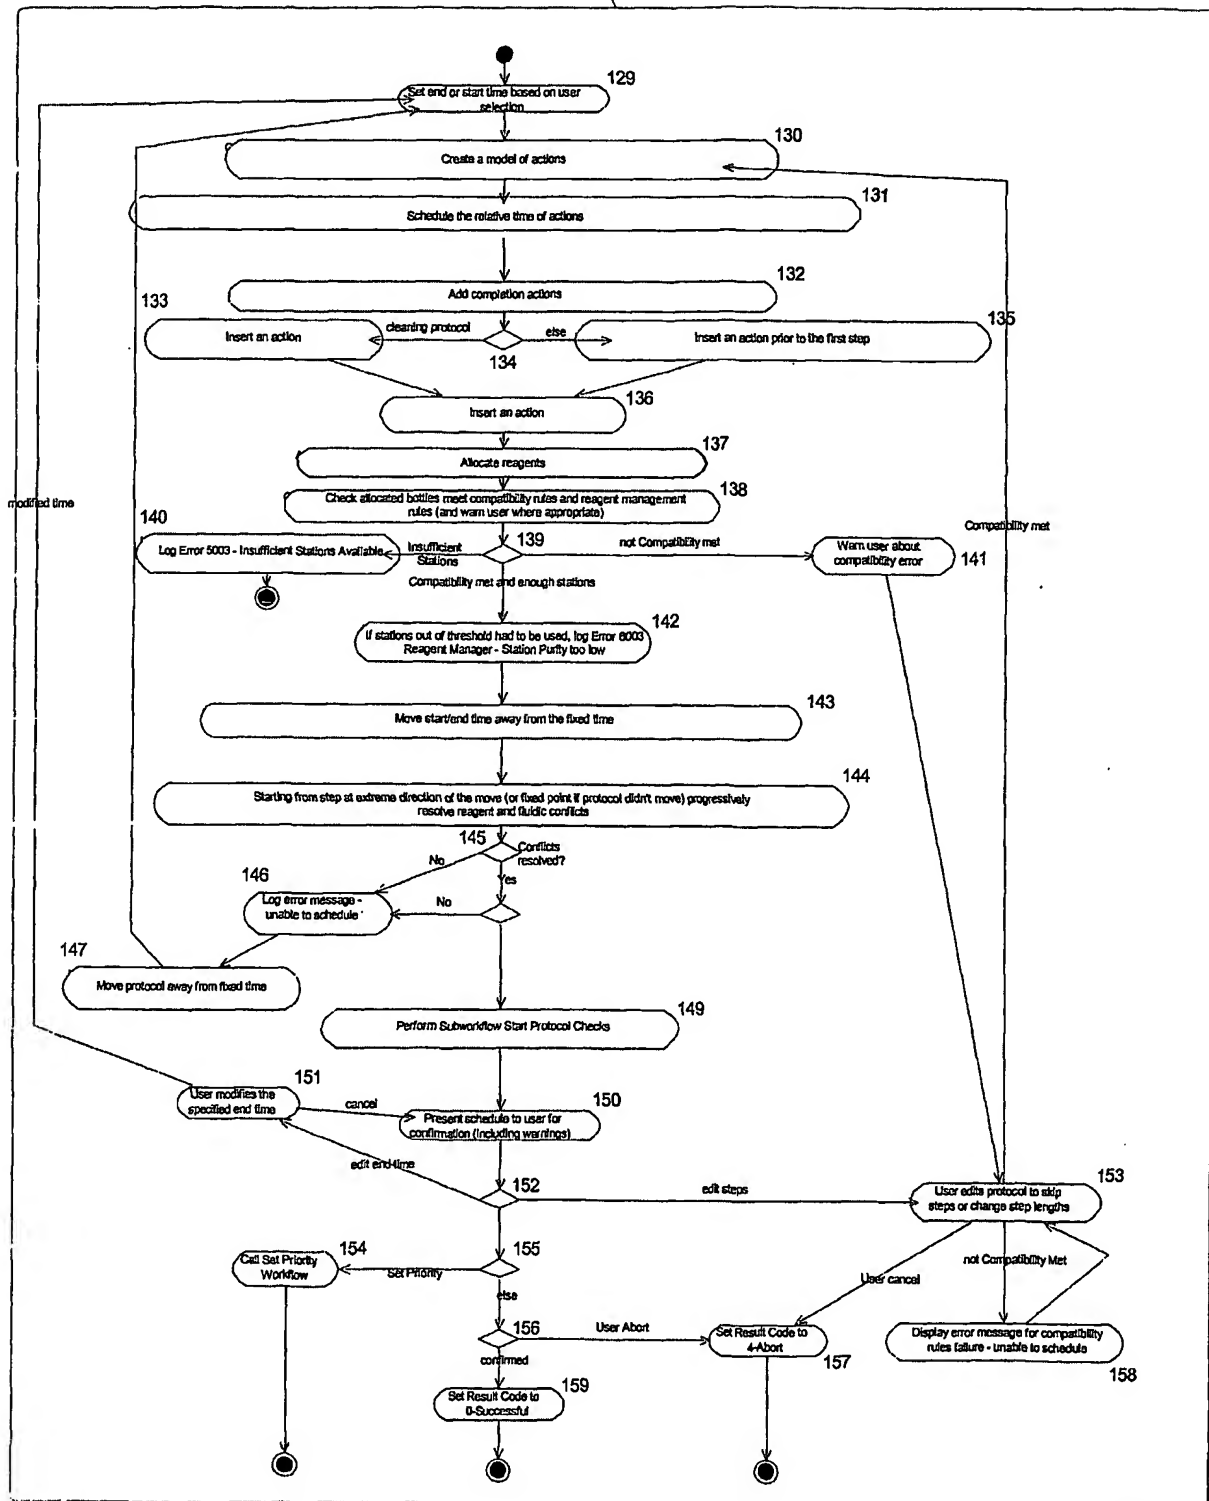 129
Set end or start time based on user
selection
130
Create a model of actions
131
Schedule the relative time of actions
132
Add completion actions
133
Insert an action
cleaning protocol
134
else
135
Insert an action prior to the first step
136
Insert an action
137
Allocate reagents
138
Check allocated bottles meet compatibility rules and reagent management
rules (and warn user where appropriate)
modified time
140
Log Error 5003 - Insufficient Stations Available
Insufficient
Stations
139
not Compatibility met
Warn user about
compatibility error
141
Compatibility met
Compatibility met and enough stations
142
If stations out of threshold had to be used, log Error 6003
Reagent Manager - Station Purity too low
143
Move start/end time away from the fixed time
144
Starting from step at extreme direction of the move (or fixed point if protocol didn't move) progressively
resolve reagent and fluidic conflicts
145
Conflicts
resolved?
No
Yes
146
Log error message -
unable to schedule
No
147
Move protocol away from fixed time
149
Perform Subworkflow Start Protocol Checks
151
User modifies the
specified end time
cancel
150
Present schedule to user for
confirmation (including warnings)
edit end-time
152
edit steps
153
User edits protocol to skip
steps or change step lengths
154
Call Set Priority
Workflow
Set Priority
155
else
User cancel
not Compatibility Met
156
User Abort
confirmed
Set Result Code to
4-Abort
157
Display error message for compatibility
rules failure - unable to schedule
158
159
Set Result Code to
0-Successful